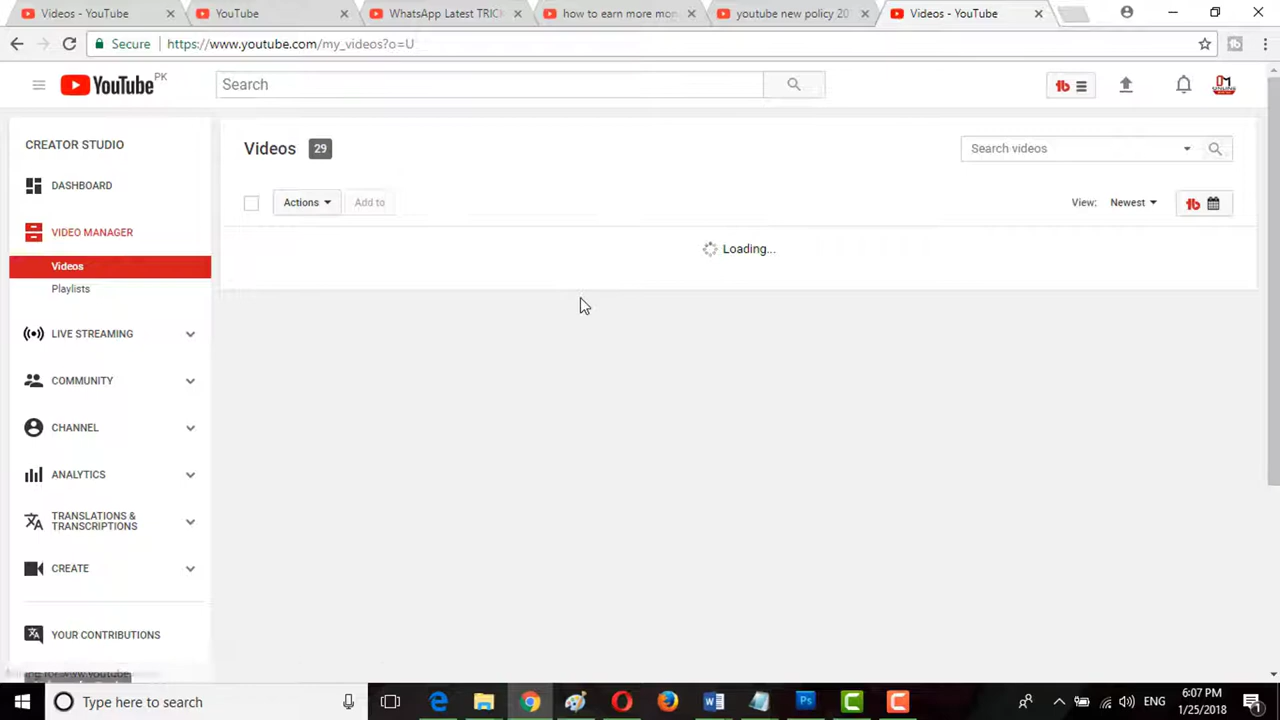 Videos - YouTube
YouTube
WhatsApp Latest TRIC
how to earn more mon
youtube new policy 20
Videos - YouTube
Secure
https://www.youtube.com/my_videos?o=U
YouTube PK
Search
CREATOR STUDIO
DASHBOARD
VIDEO MANAGER
Videos
Playlists
LIVE STREAMING
COMMUNITY
CHANNEL
ANALYTICS
TRANSLATIONS &
TRANSCRIPTIONS
CREATE
YOUR CONTRIBUTIONS
Videos 29
Search videos
Actions
Add to
View: Newest
Loading...
Type here to search
ENG
6:07 PM
1/25/2018